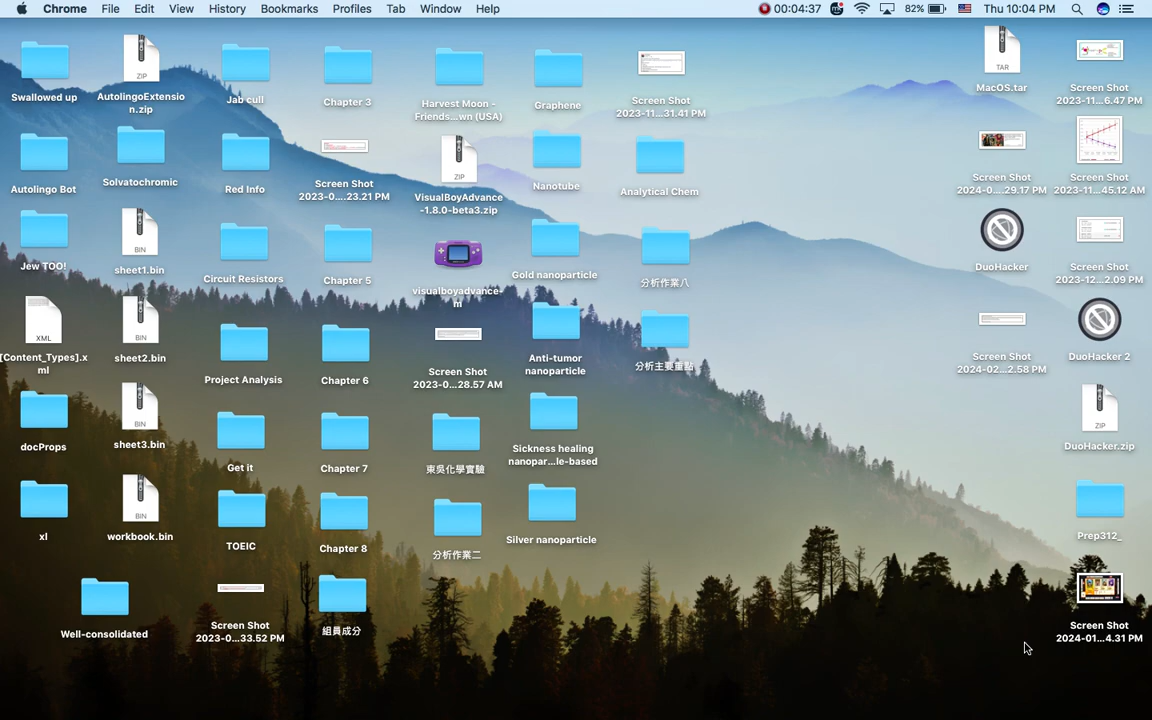 Chrome File Edit View History Bookmarks Profiles Tab Window Help 00:04:37 82% Thu 10:04 PM
Swallowed up
ZIP
AutolingoExtensio
n.zip
Jab cull
Chapter 3
Harvest Moon -
Friends...wn (USA)
Graphene
Screen Shot
2023-11...31.41 PM
TAR
MacOS.tar
Screen Shot
2023-11...6.47 PM
Autolingo Bot
Solvatochromic
Red Info
Screen Shot
2023-0....23.21 PM
ZIP
VisualBoyAdvance
-1.8.0-beta3.zip
Nanotube
Analytical Chem
Screen Shot
2024-0....29.17 PM
Screen Shot
2023-11...45.12 AM
Jew TOO!
BIN
sheet1.bin
Circuit Resistors
Chapter 5
visualboyadvance-
m
Gold nanoparticle
分析作業八
DuoHacker
Screen Shot
2023-12...2.09 PM
XML
[Content_Types].x
ml
BIN
sheet2.bin
Project Analysis
Chapter 6
Screen Shot
2023-0...28.57 AM
Anti-tumor
nanoparticle
分析主要重點
Screen Shot
2024-02...2.58 PM
DuoHacker 2
docProps
BIN
sheet3.bin
Get it
Chapter 7
東吳化學實驗
Sickness healing
nanopar...le-based
ZIP
DuoHacker.zip
xl
BIN
workbook.bin
TOEIC
Chapter 8
分析作業二
Silver nanoparticle
Prep312_
Well-consolidated
Screen Shot
2023-0...33.52 PM
組員成分
Screen Shot
2024-01...4.31 PM